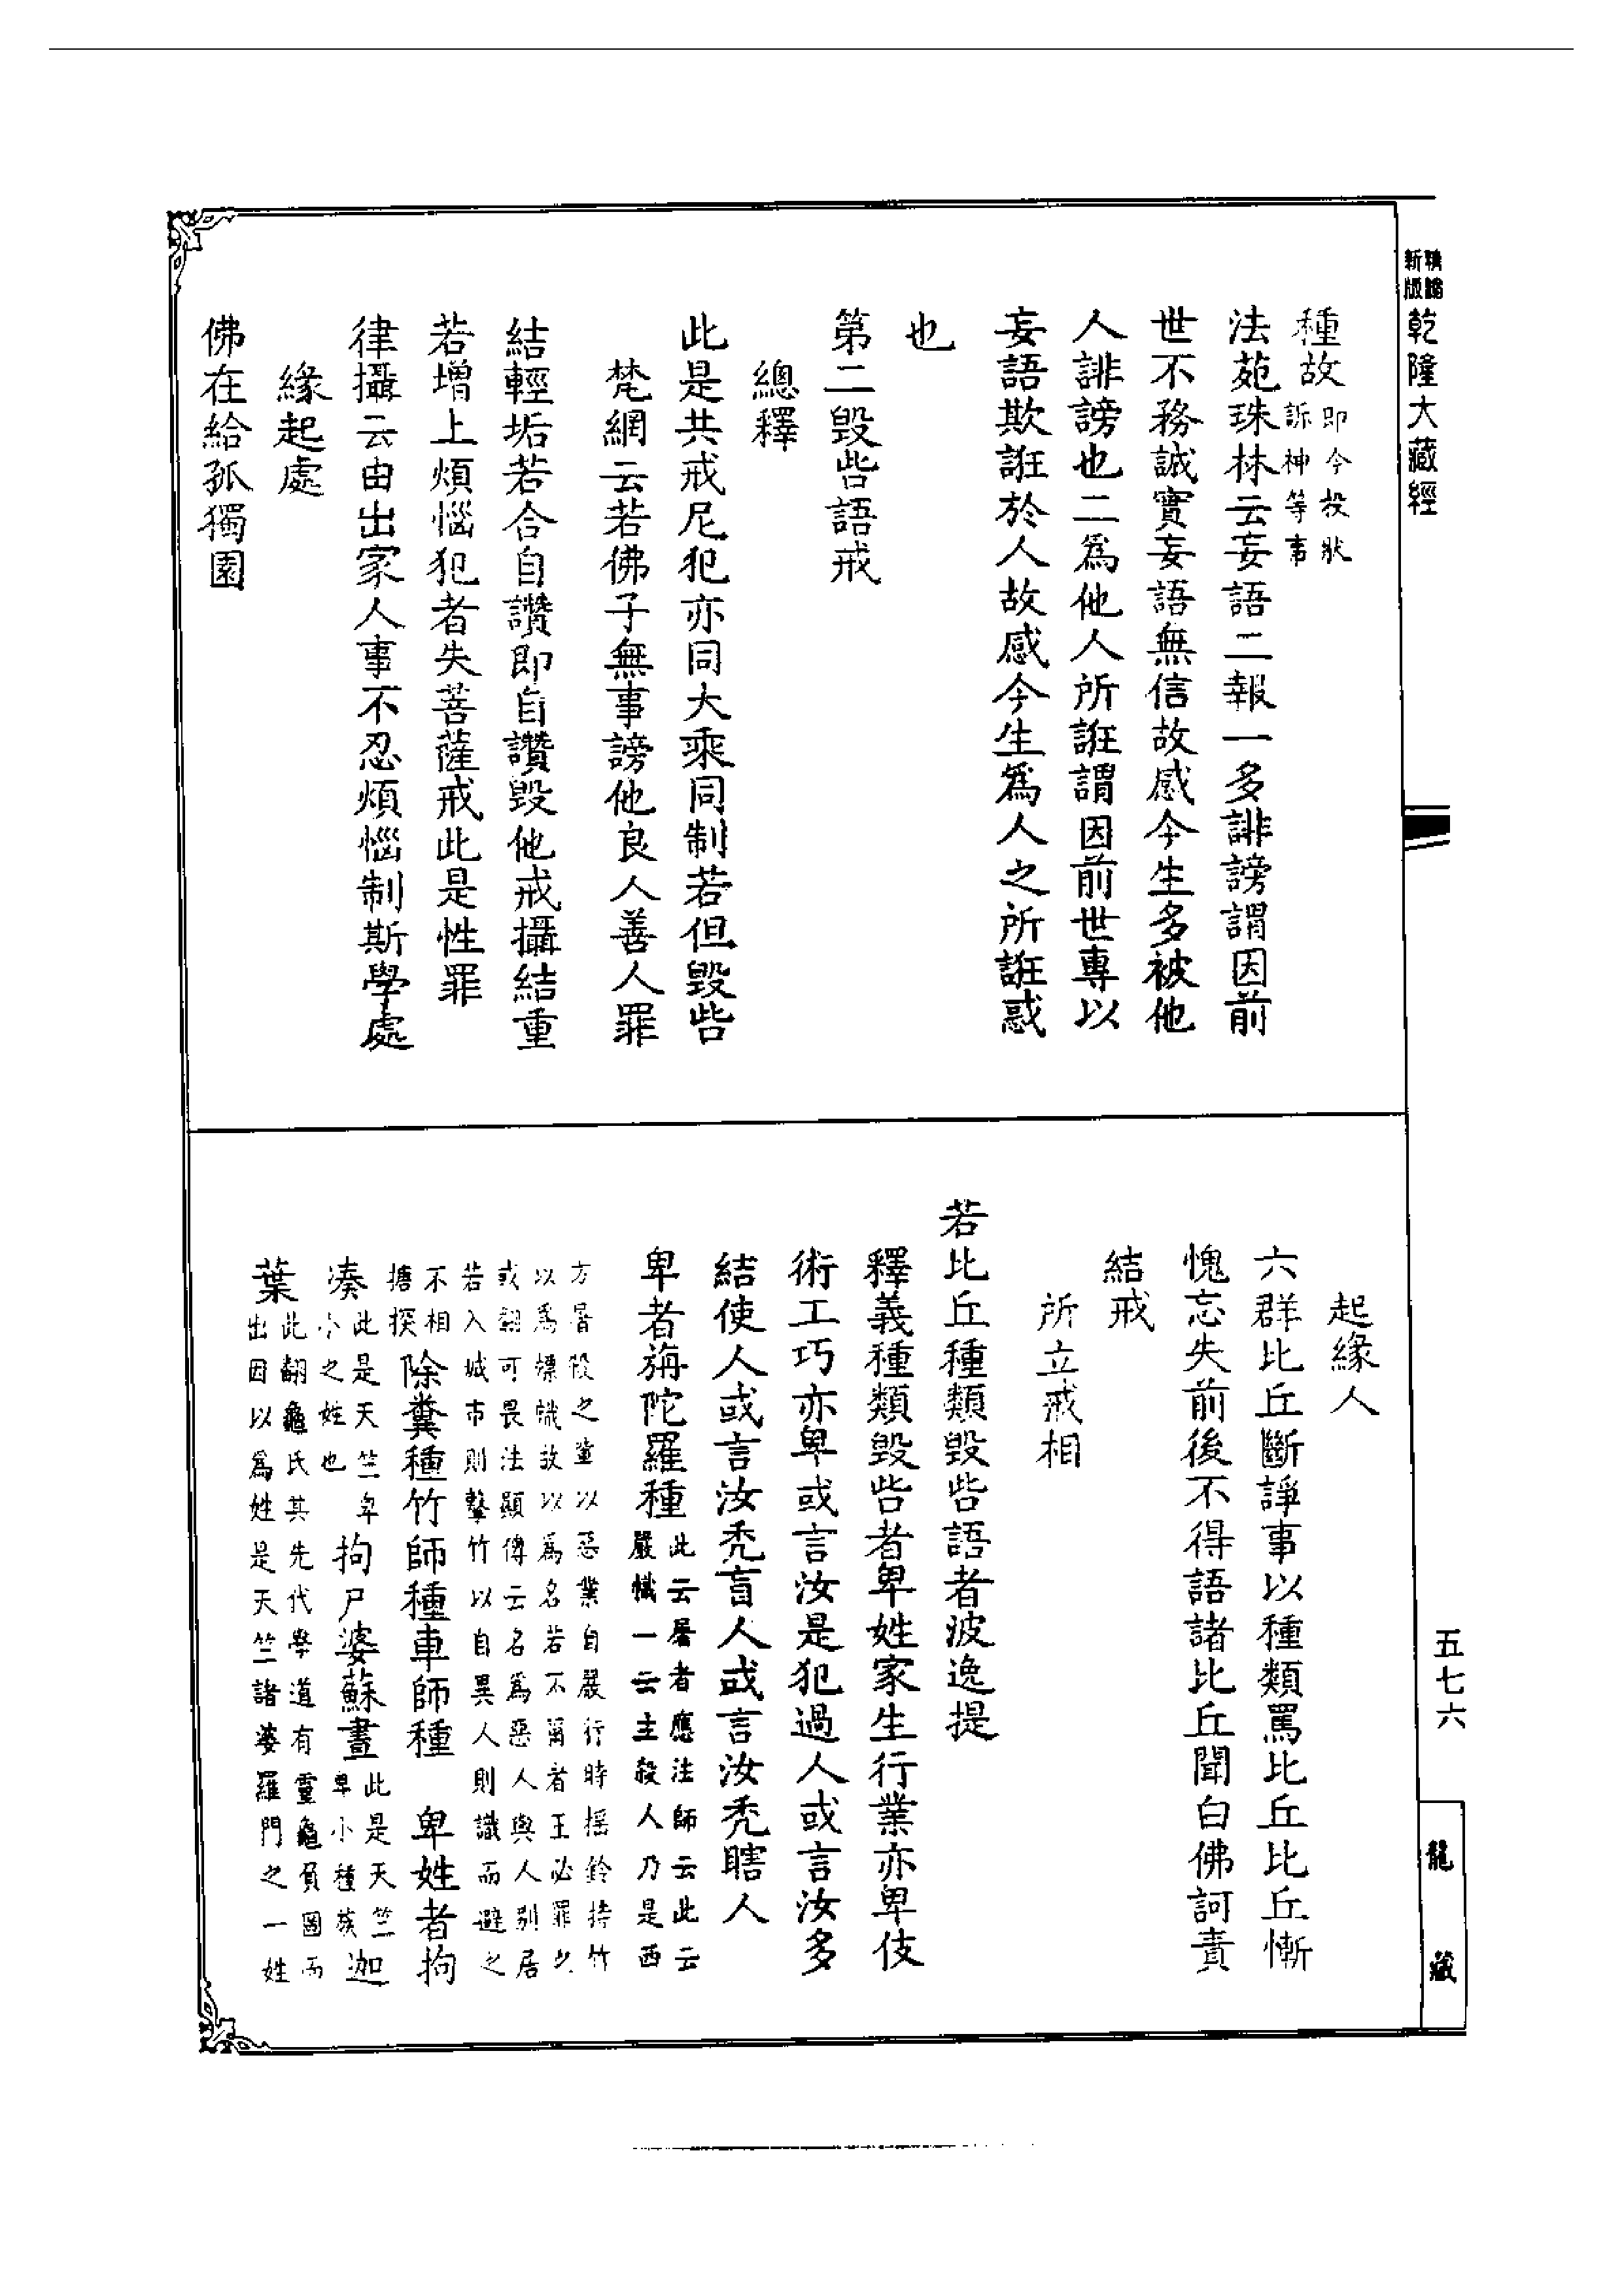 新版
乾隆大藏經
種故即今投狀
訴神等事
法苑珠林云妄語二報一多誹謗謂因前
世不務誠實妄語無信故感今生多被他
人誹謗也二爲他人所誑謂因前世專以
妄語欺誑於人故感今生爲人之所誑惑
也
第二毀呰語戒
總釋
此是共戒尼犯亦同大乘同制若但毀呰
梵網云若佛子無事謗他良人善人罪
結輕垢若合自讚即自讚毀他戒攝結重
若增上煩惱犯者失菩薩戒此是性罪
律攝云由出家人事不忍煩惱制斯學處
緣起處
佛在給孤獨園
起緣人
六群比丘斷諍事以種類罵比丘比丘慚
愧忘失前後不得語諸比丘聞白佛訶責
結戒
所立戒相
若比丘種類毀呰語者波逸提
釋義種類毀呰者卑姓家生行業亦卑伎
術工巧亦卑或言汝是犯過人或言汝多
結使人或言汝禿盲人或言汝禿瞎人
卑者旃陀羅種此云屠者應法師云此云
嚴幟一云主殺人乃是西
方屠膾之輩以惡業自嚴行時搖鈴持竹
以爲標幟故以爲名若不爾者王必罪之
或翻可畏法顯傳云名爲惡人與人別居
若入城市則擊竹以自異人則識而避之
不相
搪揬
除糞種竹師種車師種 卑姓者拘
湊此是天竺卑
小之姓也
拘尸婆蘇晝此是天竺
卑小種族
迦
葉此翻龜氏其先代學道有靈龜負圖而
出因以爲姓是天竺諸婆羅門之一姓
五七六
龍藏